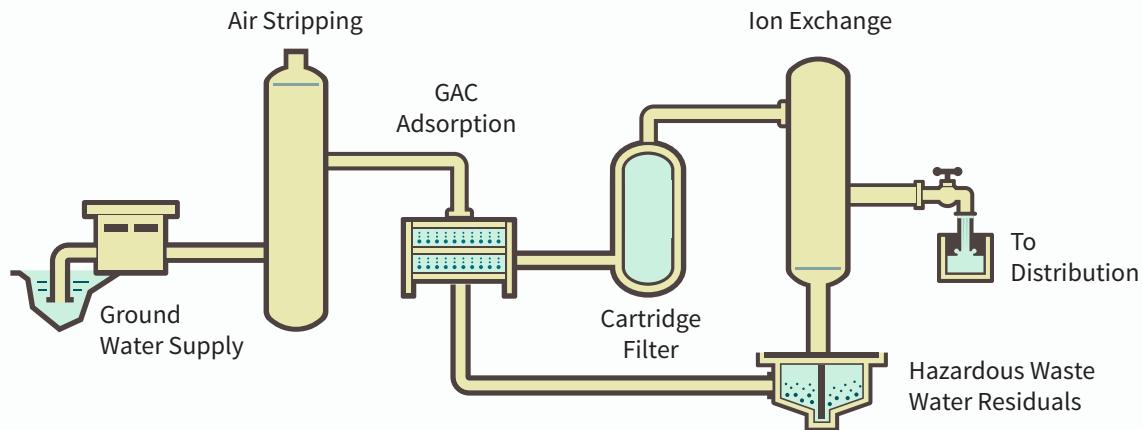 Air Stripping
Ion Exchange
GAC
Adsorption
To
Distribution
Ground
Water Supply
Cartridge
Filter
Hazardous Waste
Water Residuals